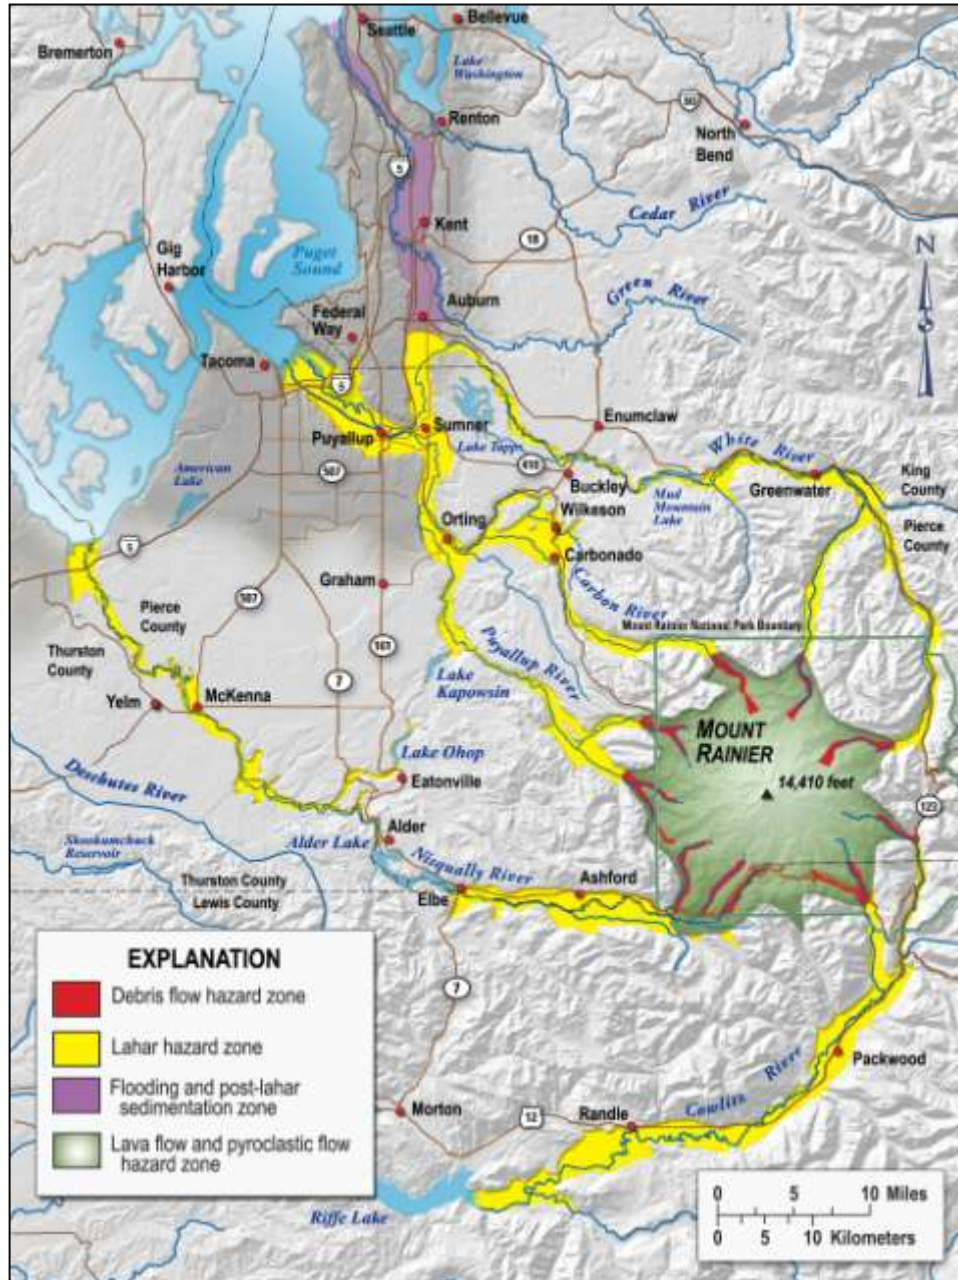 Seattle
Bellevue
Bremerton
Lake
Washington
90
Renton
North
Bend
5
Cedar River
Kent
18
N
Gig
Harbor
Puget
Sound
Green River
Auburn
Federal
Way
Tacoma
5
Enumclaw
Puyallup
Sumner
Lake Tapps
White River
American
Lake
507
410
Buckley
Mud
Mountain
Lake
Greenwater
King
County
Wilkeson
Orting
Pierce
County
5
Carbonado
Graham
Carbon River
507
Pierce
County
Mount Rainier National Park Boundary
161
Thurston
County
Puyallup River
Lake
Kapowsin
7
Yelm
McKenna
MOUNT
RAINIER
Lake Ohop
Deschutes River
Eatonville
14,410 feet
123
Alder
Skookumchuck
Reservoir
Alder Lake
Nisqually River
Thurston County
Lewis County
Ashford
Elbe
EXPLANATION
Debris flow hazard zone
Lahar hazard zone
Flooding and post-lahar
sedimentation zone
Lava flow and pyroclastic flow
hazard zone
7
Packwood
Cowlitz River
Morton
12
Randle
Riffe Lake
0 5 10 Miles
0 5 10 Kilometers